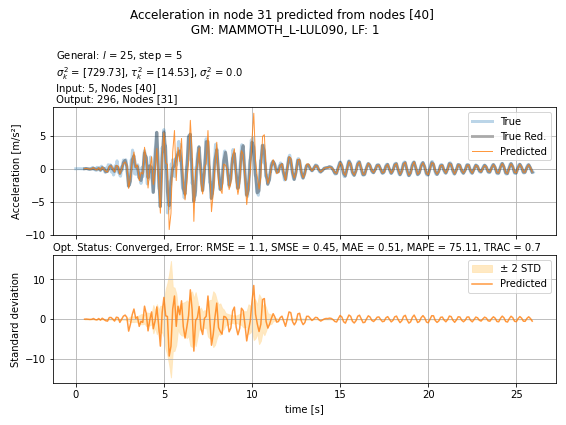 Acceleration in node 31 predicted from nodes [40]
GM: MAMMOTH_L-LUL090, LF: 1
General: l = 25, step = 5
σ²ₖ = [729.73], τ²ₖ = [14.53], σ²ε = 0.0
Input: 5, Nodes [40]
Output: 296, Nodes [31]
Acceleration [m/s²]
5
0
−5
−10
True
True Red.
Predicted
Opt. Status: Converged, Error: RMSE = 1.1, SMSE = 0.45, MAE = 0.51, MAPE = 75.11, TRAC = 0.7
Standard deviation
10
0
−10
± 2 STD
Predicted
0 5 10 15 20 25
time [s]